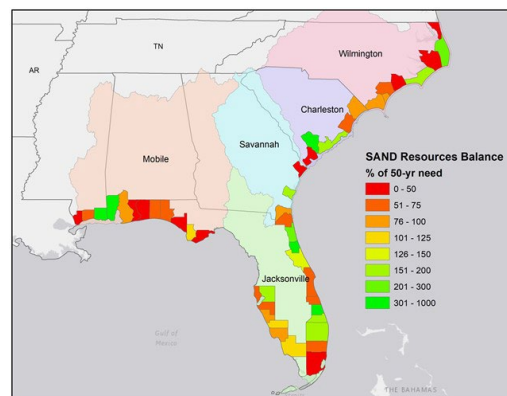 TN
AR
Wilmington
Charleston
Savannah
Mobile
Jacksonville
Gulf of
Mexico
THE BAHAMAS
SAND Resources Balance
% of 50-yr need
0 - 50
51 - 75
76 - 100
101 - 125
126 - 150
151 - 200
201 - 300
301 - 1000